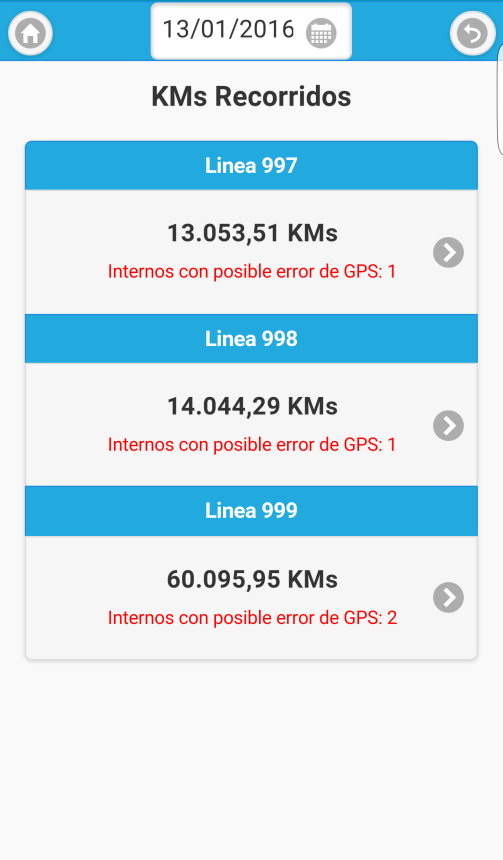 13/01/2016
KMs Recorridos
Linea 997
13.053,51 KMs
Internos con posible error de GPS: 1
Linea 998
14.044,29 KMs
Internos con posible error de GPS: 1
Linea 999
60.095,95 KMs
Internos con posible error de GPS: 2